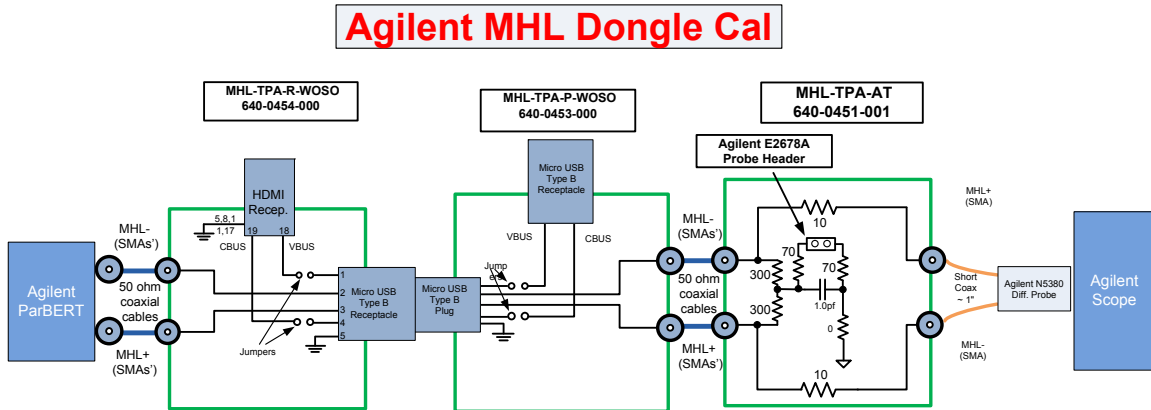 Agilent MHL Dongle Cal
MHL-TPA-R-WOSO
640-0454-000
MHL-TPA-P-WOSO
640-0453-000
MHL-TPA-AT
640-0451-001
Agilent E2678A
Probe Header
Micro USB
Type B
Receptacle
HDMI
Recep.
5,8,1
1,17
19
18
CBUS
VBUS
MHL-
(SMAs')
50 ohm
coaxial
cables
MHL+
(SMAs')
Agilent
ParBERT
Jumpers
1
2
3
4
5
Micro USB
Type B
Receptacle
Micro USB
Type B
Plug
VBUS
CBUS
Jump
ers
MHL-
(SMAs')
50 ohm
coaxial
cables
MHL+
(SMAs')
10
70
70
300
300
1.0pf
0
10
MHL+
(SMA)
Short
Coax
~ 1"
MHL-
(SMA)
Agilent N5380
Diff. Probe
Agilent
Scope